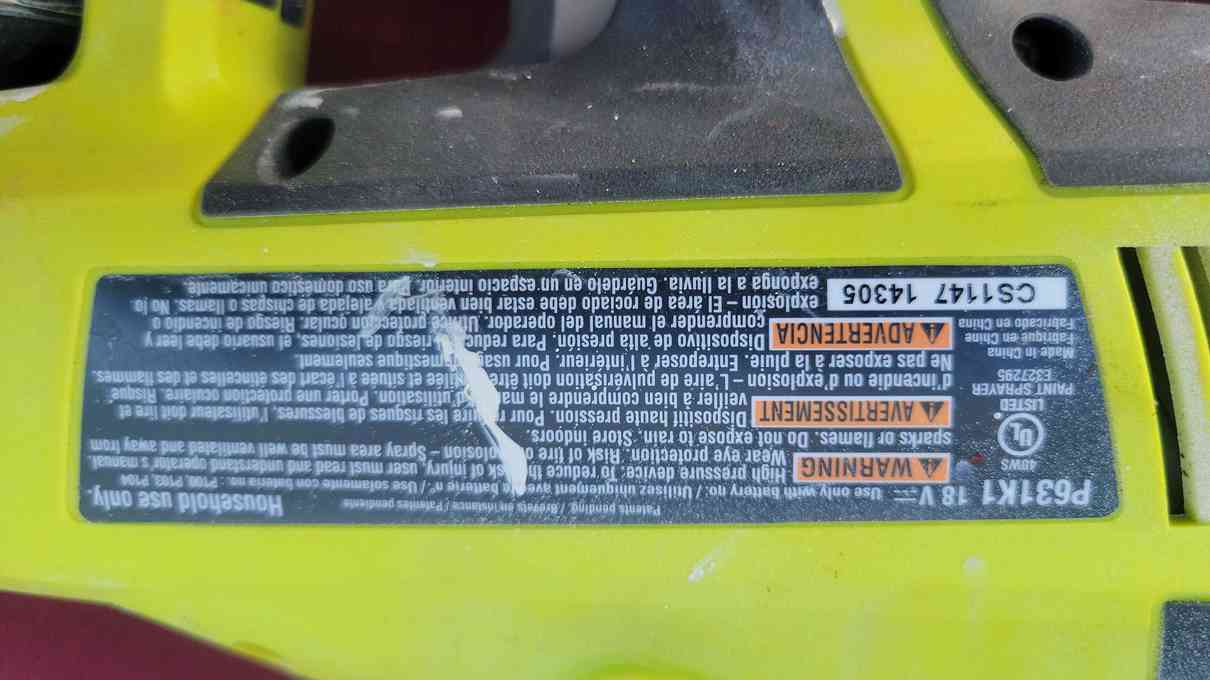 P631K1 18 V Use only with battery no. / Utilisez uniquement avec batterie n° / Use solamente con batería nº : P100, P103, P104
Patents pending / Brevets en instance / Patentes pendiente
Household use only.
40WS
UL
LISTED
PAINT SPRAYER
E327295
Made in China
Fabriqué en Chine
Fabricado en China
WARNING
High pressure device. To reduce the risk of injury, user must read and understand operator's manual.
Wear eye protection. Risk of fire or explosion – Spray area must be well ventilated and away from
sparks or flames. Do not expose to rain. Store indoors.
AVERTISSEMENT
Dispositif haute pression. Pour réduire les risques de blessures, l'utilisateur doit lire et
vérifier à bien comprendre le manuel d'utilisation. Porter une protection oculaire. Risque
d'incendie ou d'explosion – L'aire de pulvérisation doit être ventilée et située à l'écart des étincelles et des flammes.
Ne pas exposer à la pluie. Entreposer à l'intérieur. Pour usage domestique seulement.
ADVERTENCIA
Dispositivo de alta presión. Para reducir el riesgo de lesiones, el usuario debe leer y
comprender el manual del operador. Utilice protección ocular. Riesgo de incendio o
explosión – El área de rociado debe estar bien ventilada y alejada de chispas o llamas. No lo
exponga a la lluvia. Guárdelo en un espacio interior. Para uso doméstico únicamente.
CS1147 14305